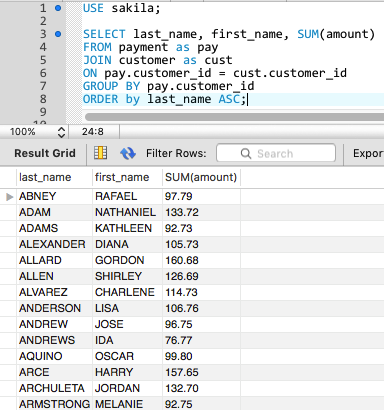 1 USE sakila;
2
3 SELECT last_name, first_name, SUM(amount)
4 FROM payment as pay
5 JOIN customer as cust
6 ON pay.customer_id = cust.customer_id
7 GROUP BY pay.customer_id
8 ORDER by last_name ASC;
9
100% 24:8
Result Grid Filter Rows: Search Expor
last_name first_name SUM(amount)
ABNEY RAFAEL 97.79
ADAM NATHANIEL 133.72
ADAMS KATHLEEN 92.73
ALEXANDER DIANA 105.73
ALLARD GORDON 160.68
ALLEN SHIRLEY 126.69
ALVAREZ CHARLENE 114.73
ANDERSON LISA 106.76
ANDREW JOSE 96.75
ANDREWS IDA 76.77
AQUINO OSCAR 99.80
ARCE HARRY 157.65
ARCHULETA JORDAN 132.70
ARMSTRONG MELANIE 92.75